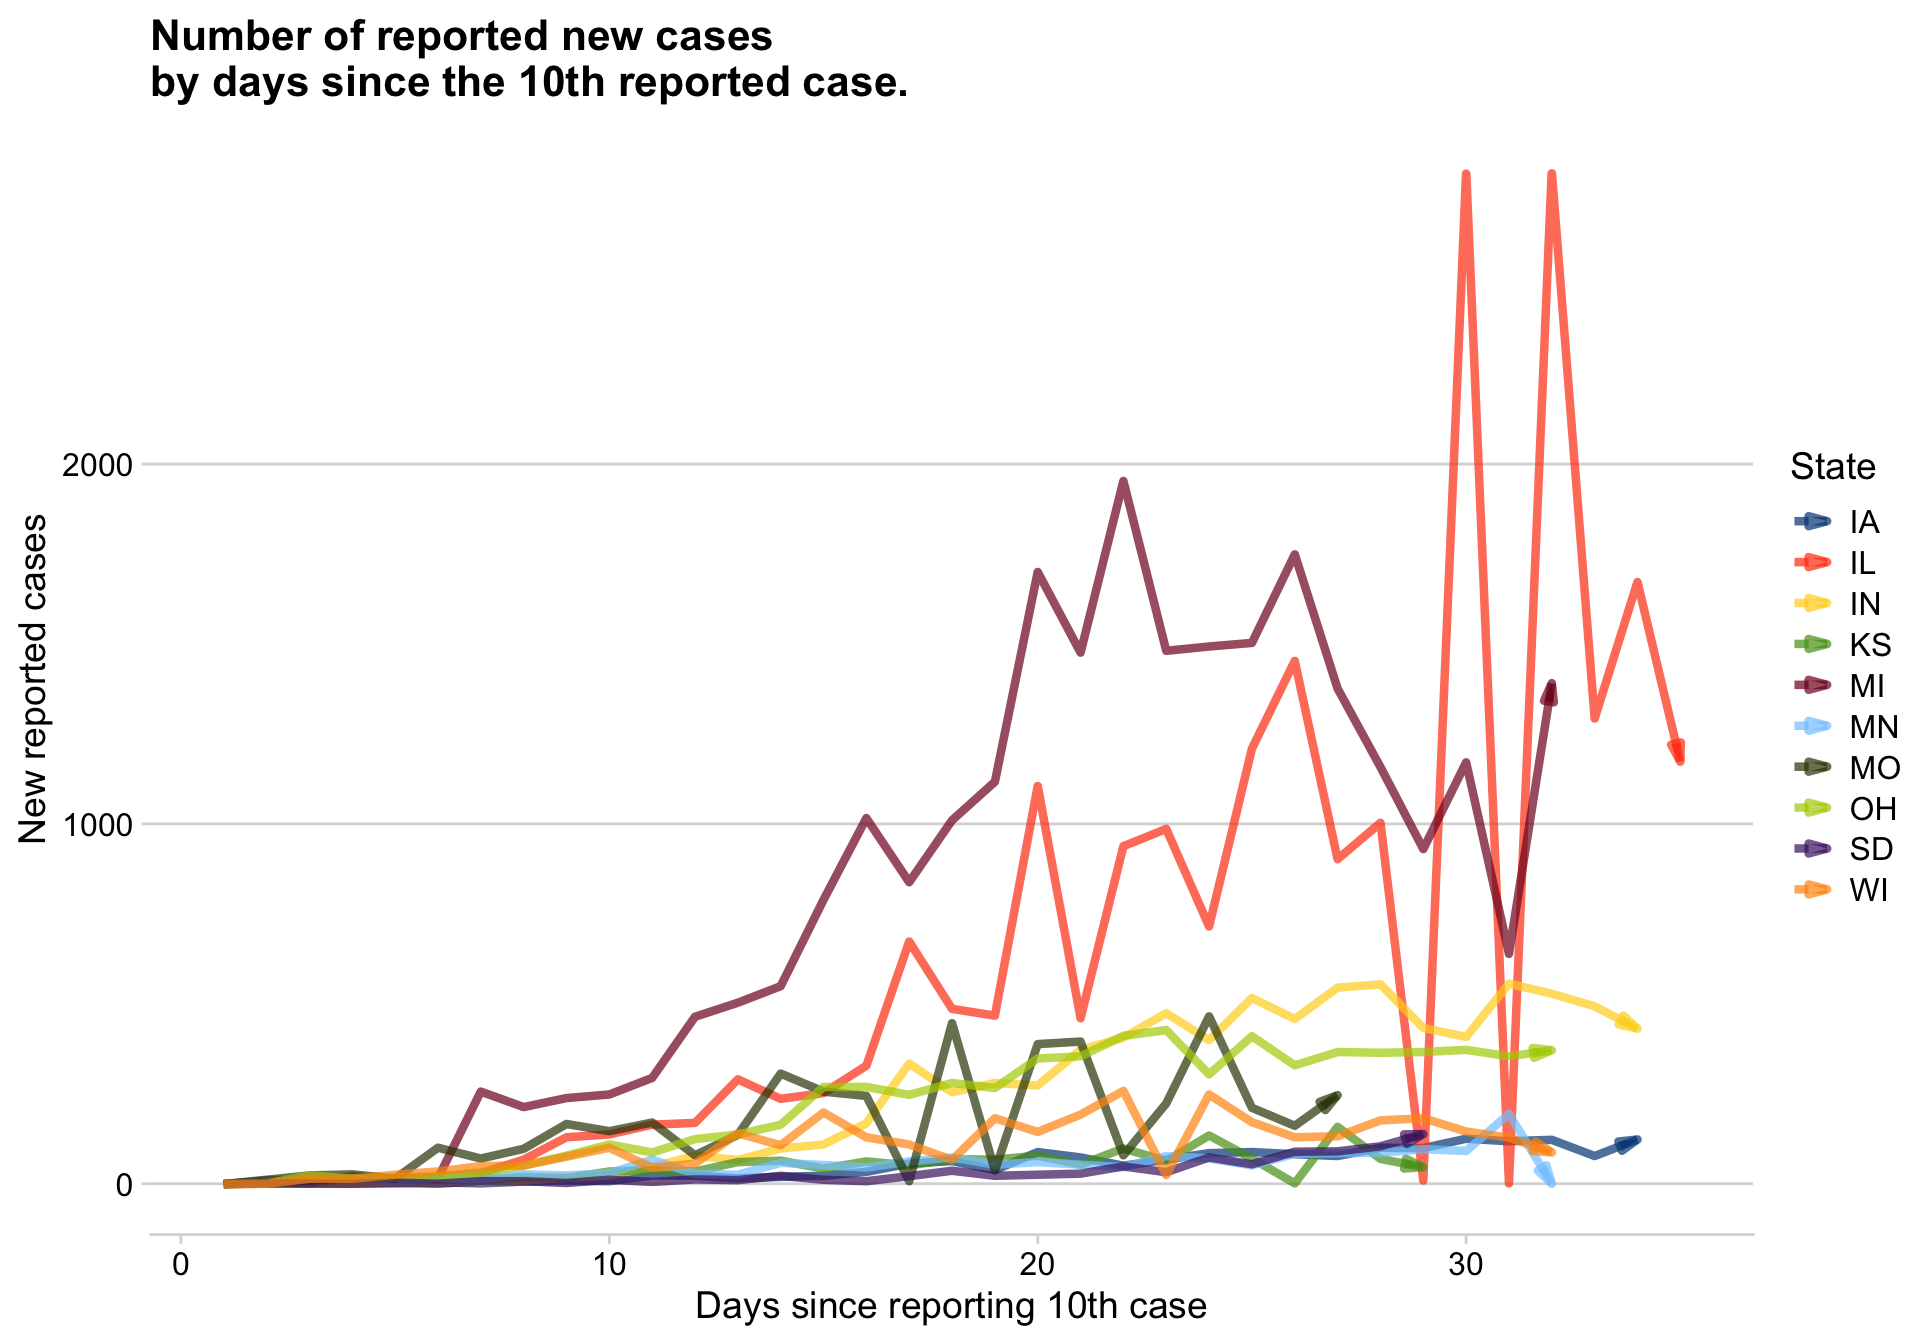 Number of reported new cases
by days since the 10th reported case.
New reported cases
2000
1000
0
0
10
20
30
Days since reporting 10th case
State
IA
IL
IN
KS
MI
MN
MO
OH
SD
WI